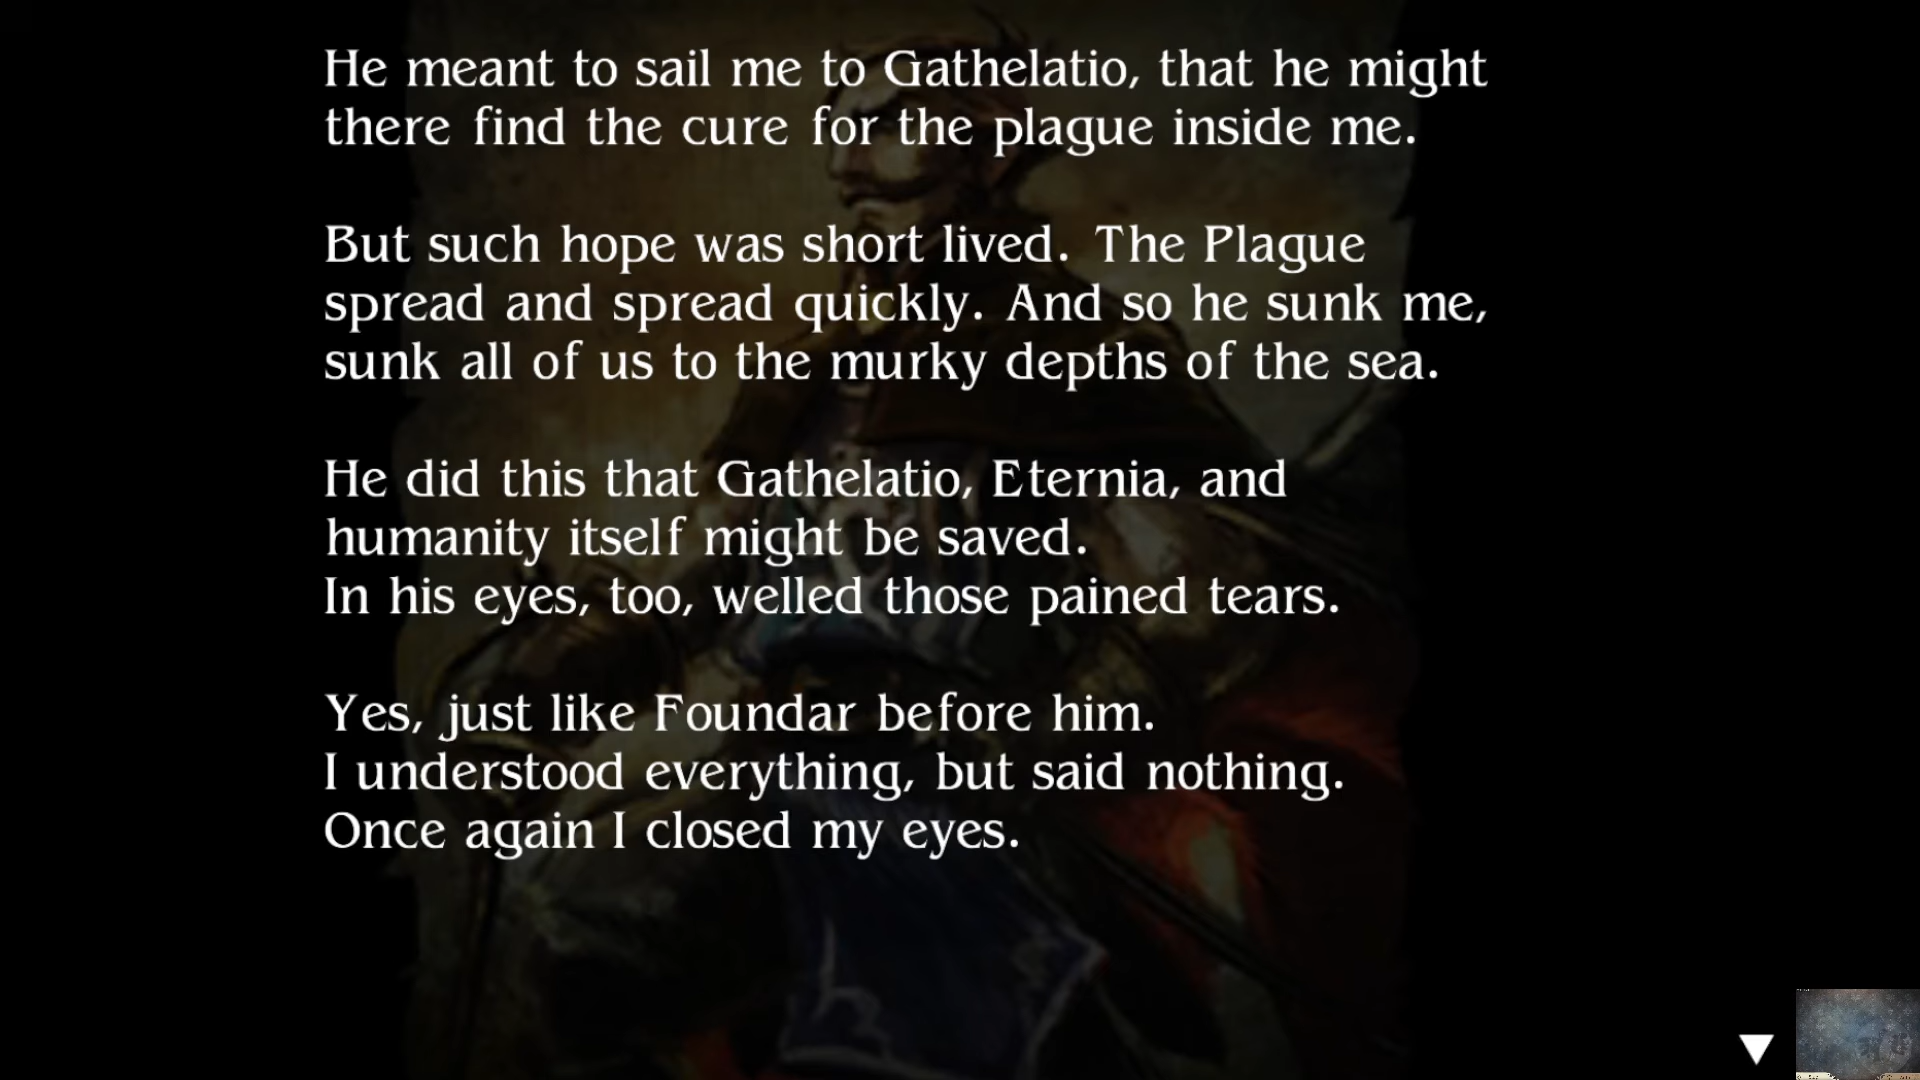 He meant to sail me to Gathelatio, that he might
there find the cure for the plague inside me.
But such hope was short lived. The Plague
spread and spread quickly. And so he sunk me,
sunk all of us to the murky depths of the sea.
He did this that Gathelatio, Eternia, and
humanity itself might be saved.
In his eyes, too, welled those pained tears.
Yes, just like Foundar before him.
I understood everything, but said nothing.
Once again I closed my eyes.